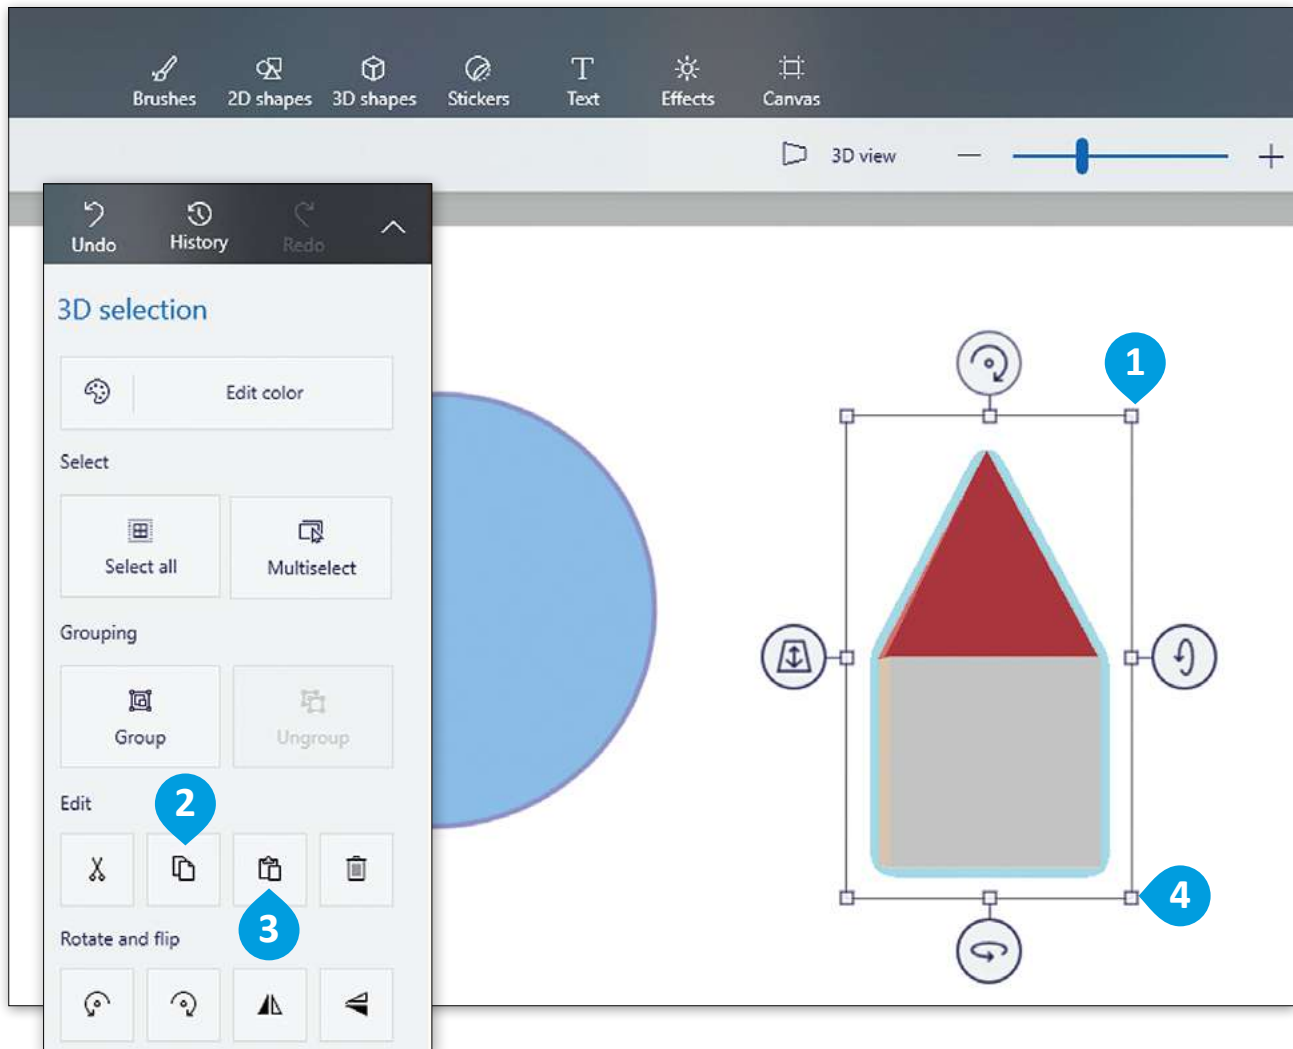 Brushes 2D shapes 3D shapes Stickers Text Effects Canvas
3D view
Undo History Redo
3D selection
Edit color
1
Select
Select all Multiselect
Grouping
Group Ungroup
Edit
2
3
4
Rotate and flip